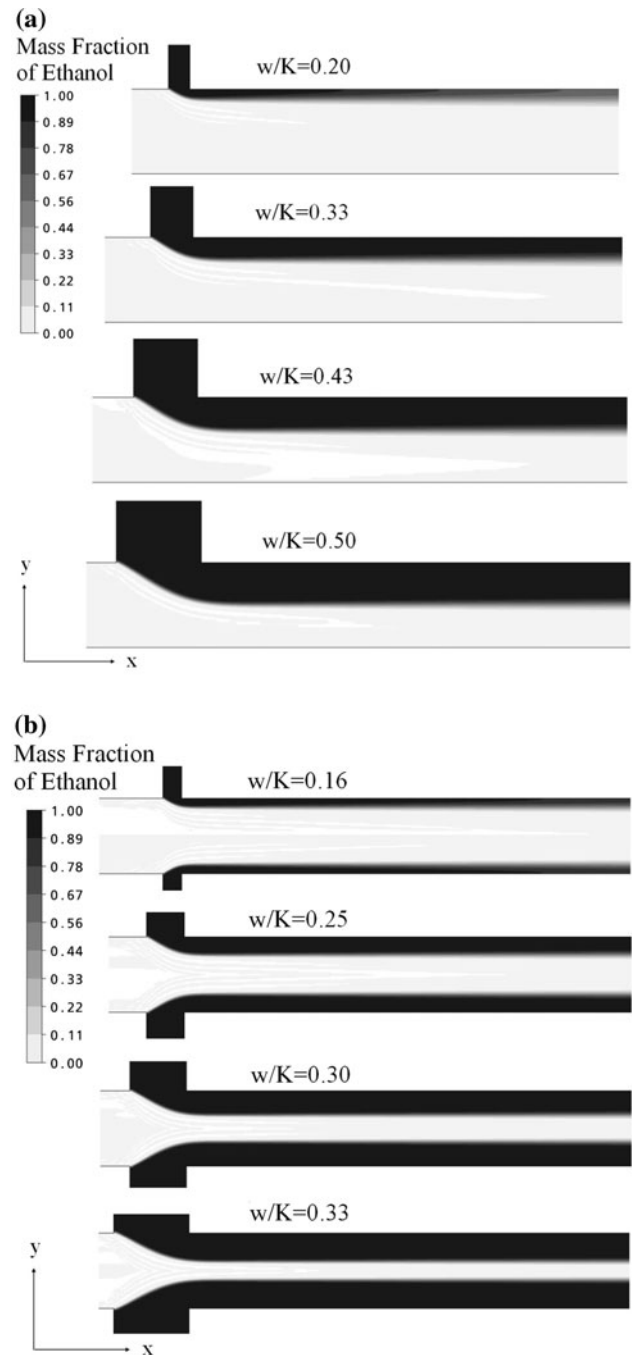 (a)
Mass Fraction
of Ethanol
1.00
0.89
0.78
0.67
0.56
0.44
0.33
0.22
0.11
0.00
w/K=0.20
w/K=0.33
w/K=0.43
w/K=0.50
y
x
(b)
Mass Fraction
of Ethanol
1.00
0.89
0.78
0.67
0.56
0.44
0.33
0.22
0.11
0.00
w/K=0.16
w/K=0.25
w/K=0.30
w/K=0.33
y
x